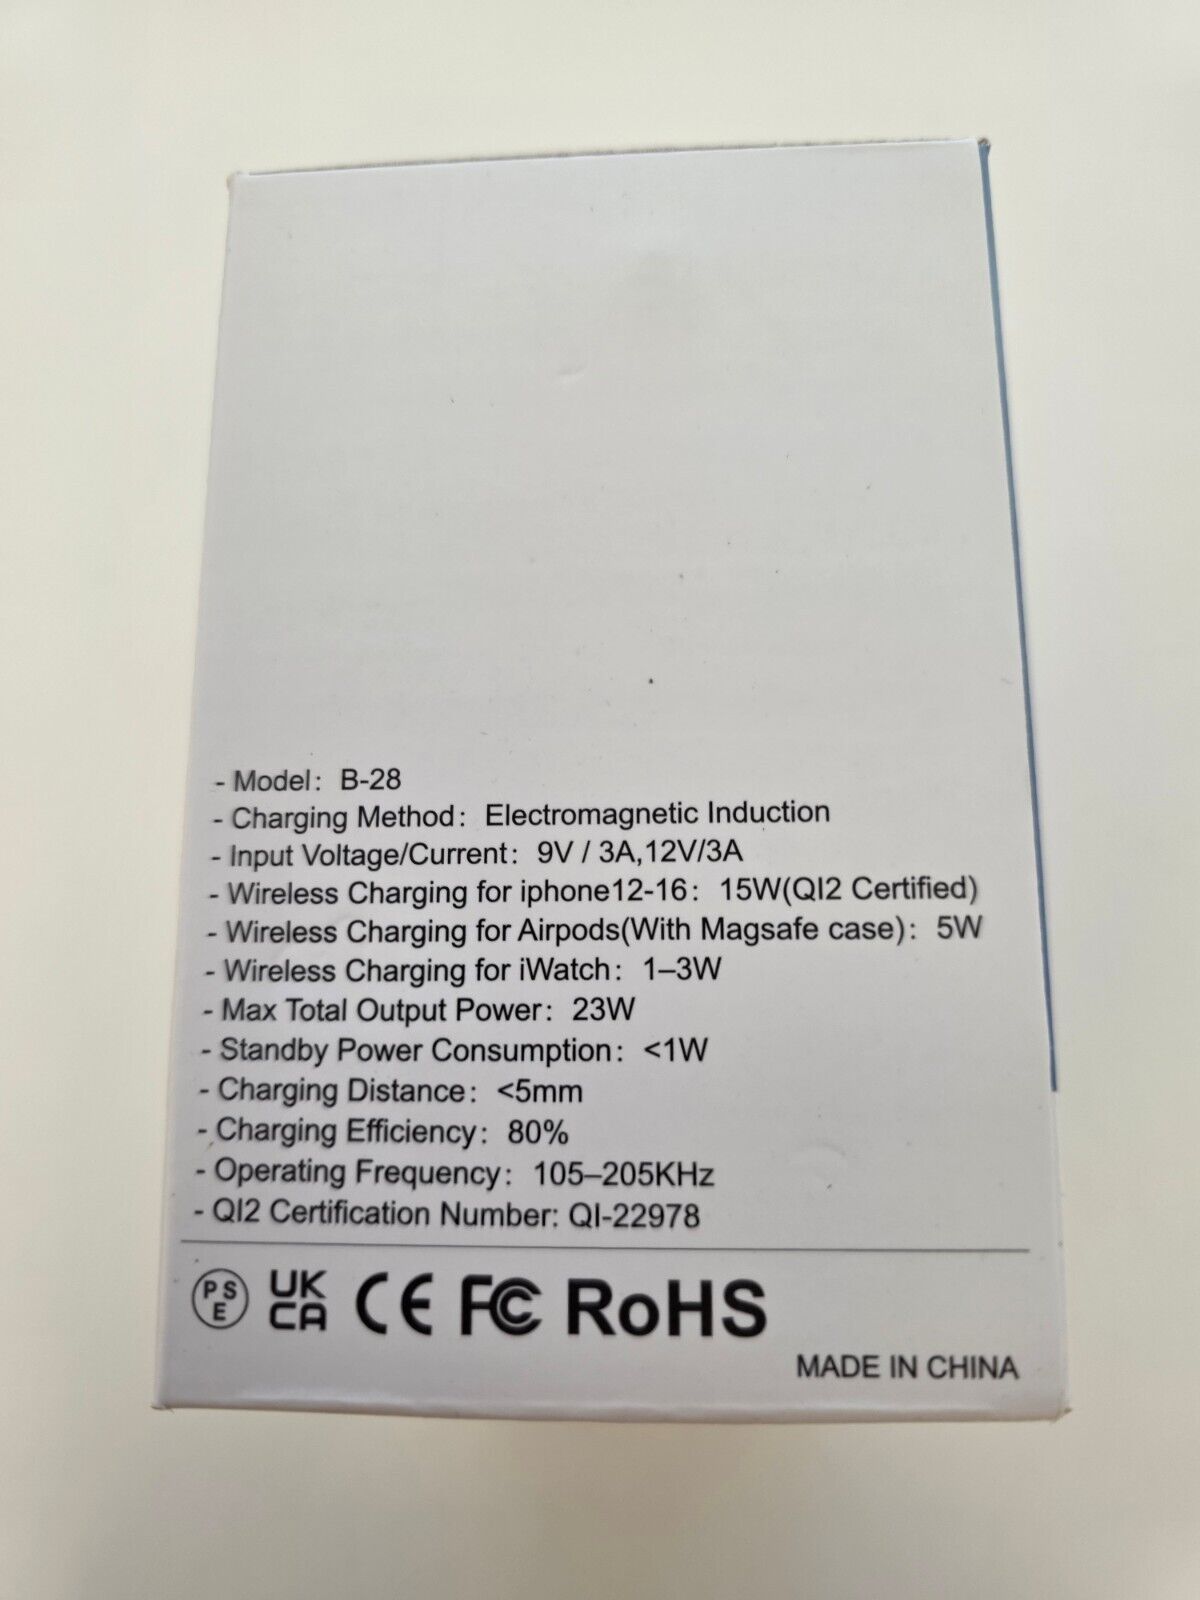 - Model: B-28
- Charging Method: Electromagnetic Induction
- Input Voltage/Current: 9V / 3A,12V/3A
- Wireless Charging for iphone12-16: 15W(QI2 Certified)
- Wireless Charging for Airpods(With Magsafe case): 5W
- Wireless Charging for iWatch: 1–3W
- Max Total Output Power: 23W
- Standby Power Consumption: <1W
- Charging Distance: <5mm
- Charging Efficiency: 80%
- Operating Frequency: 105–205KHz
- QI2 Certification Number: QI-22978
PS E UK CA CE FC RoHS
MADE IN CHINA